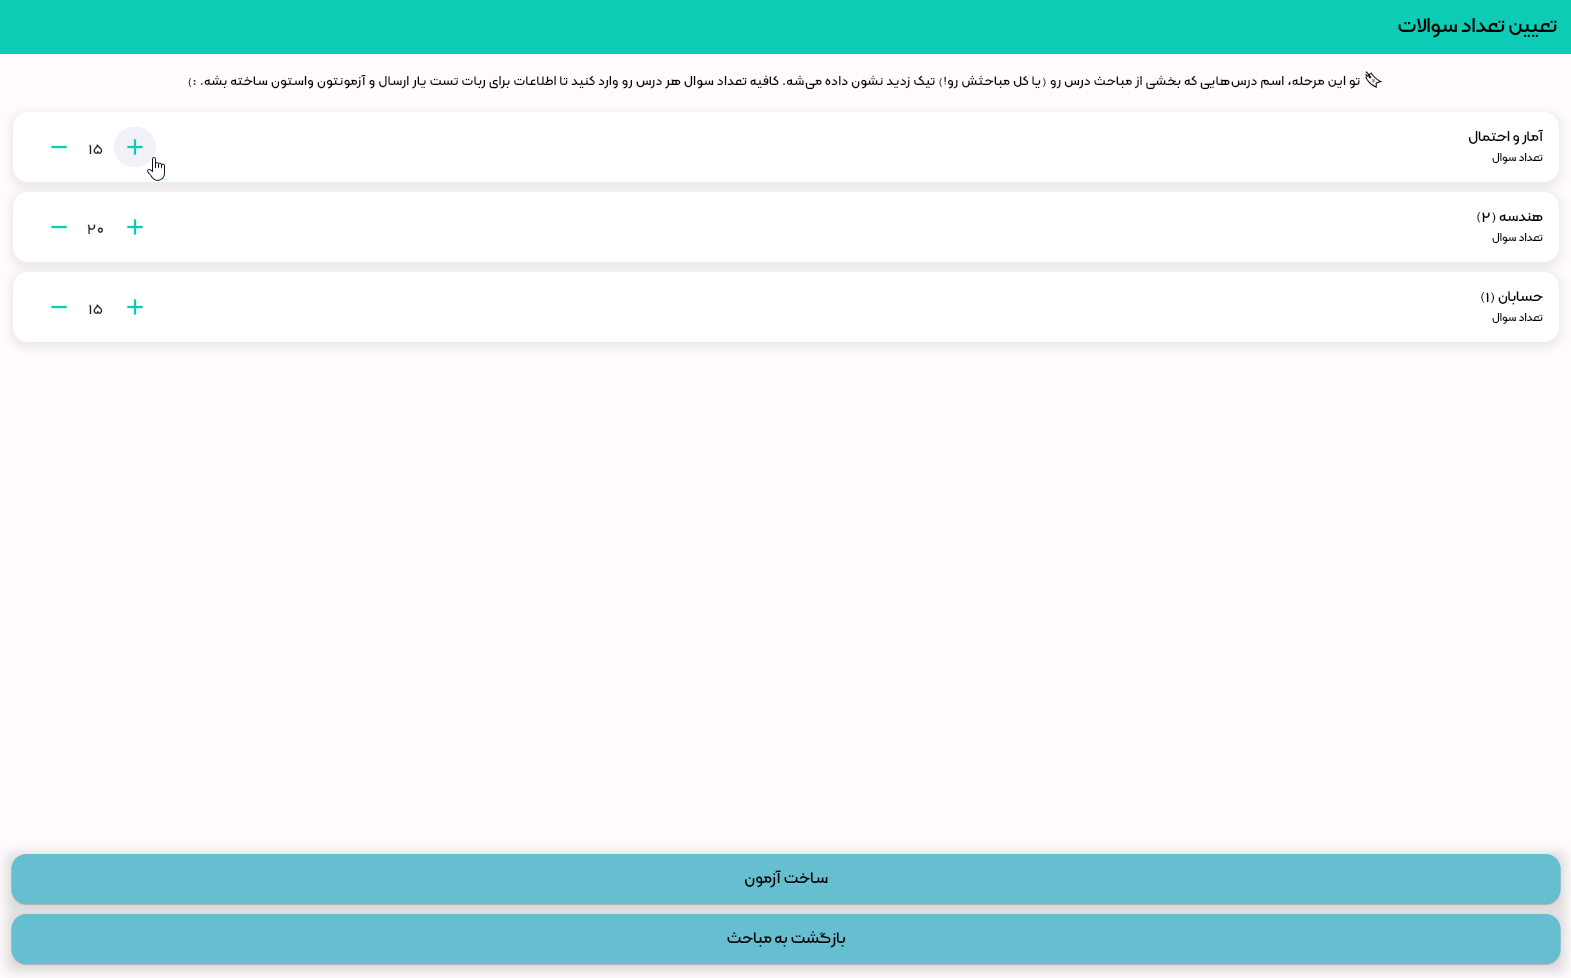 تعیین تعداد سوالات
تو این مرحله، اسم درس‌هایی که بخشی از مباحث درس رو (یا کل مباحثش رو!) تیک زدید نشون داده می‌شه. کافیه تعداد سوال هر درس رو وارد کنید تا اطلاعات برای ربات تست یار ارسال و آزمونتون واستون ساخته بشه. :)
آمار و احتمال
تعداد سوال
+ ۱۵ −
هندسه (۲)
تعداد سوال
+ ۲۰ −
حسابان (۱)
تعداد سوال
+ ۱۵ −
ساخت آزمون
بازگشت به مباحث